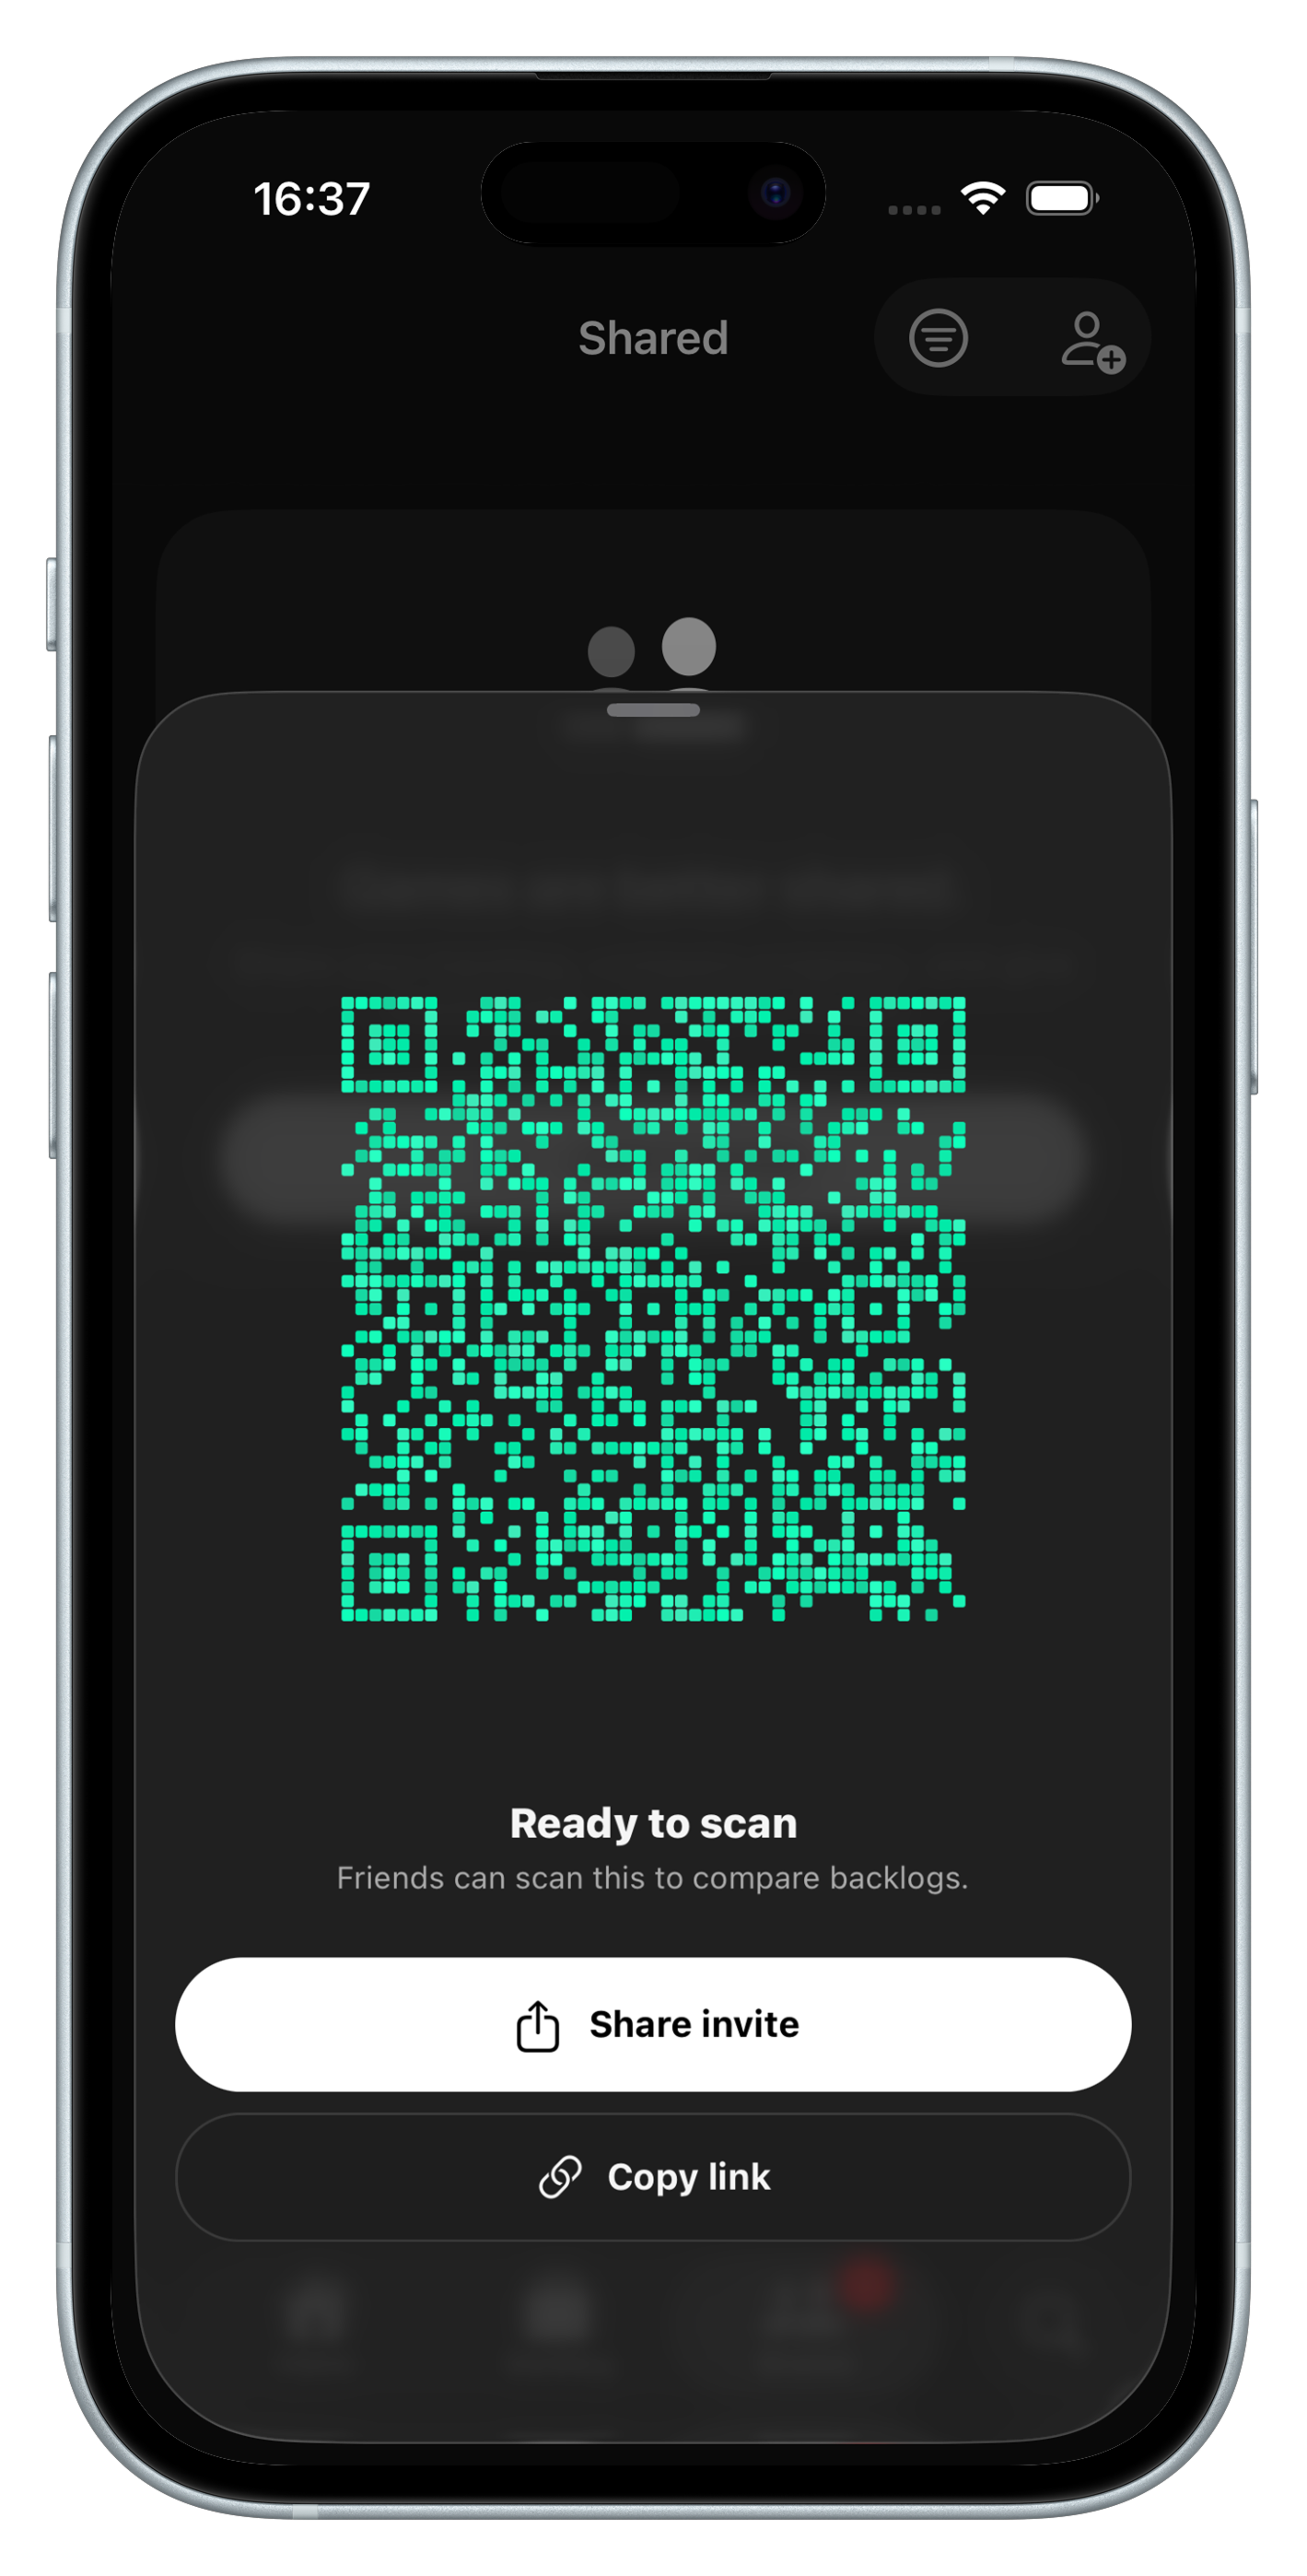 16:37
Shared
Ready to scan
Friends can scan this to compare backlogs.
Share invite
Copy link